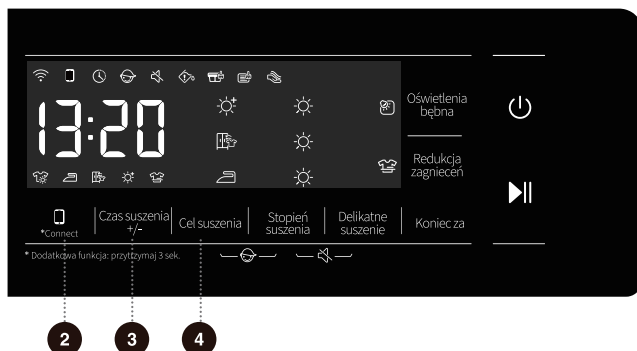 13:20
Oświetlenia
bębna
Redukcja
zagnieceń
*Connect
Czas suszenia
+/-
Cel suszenia
Stopień
suszenia
Delikatne
suszenie
Koniec za
* Dodatkowa funkcja: przytrzymaj 3 sek.
2
3
4